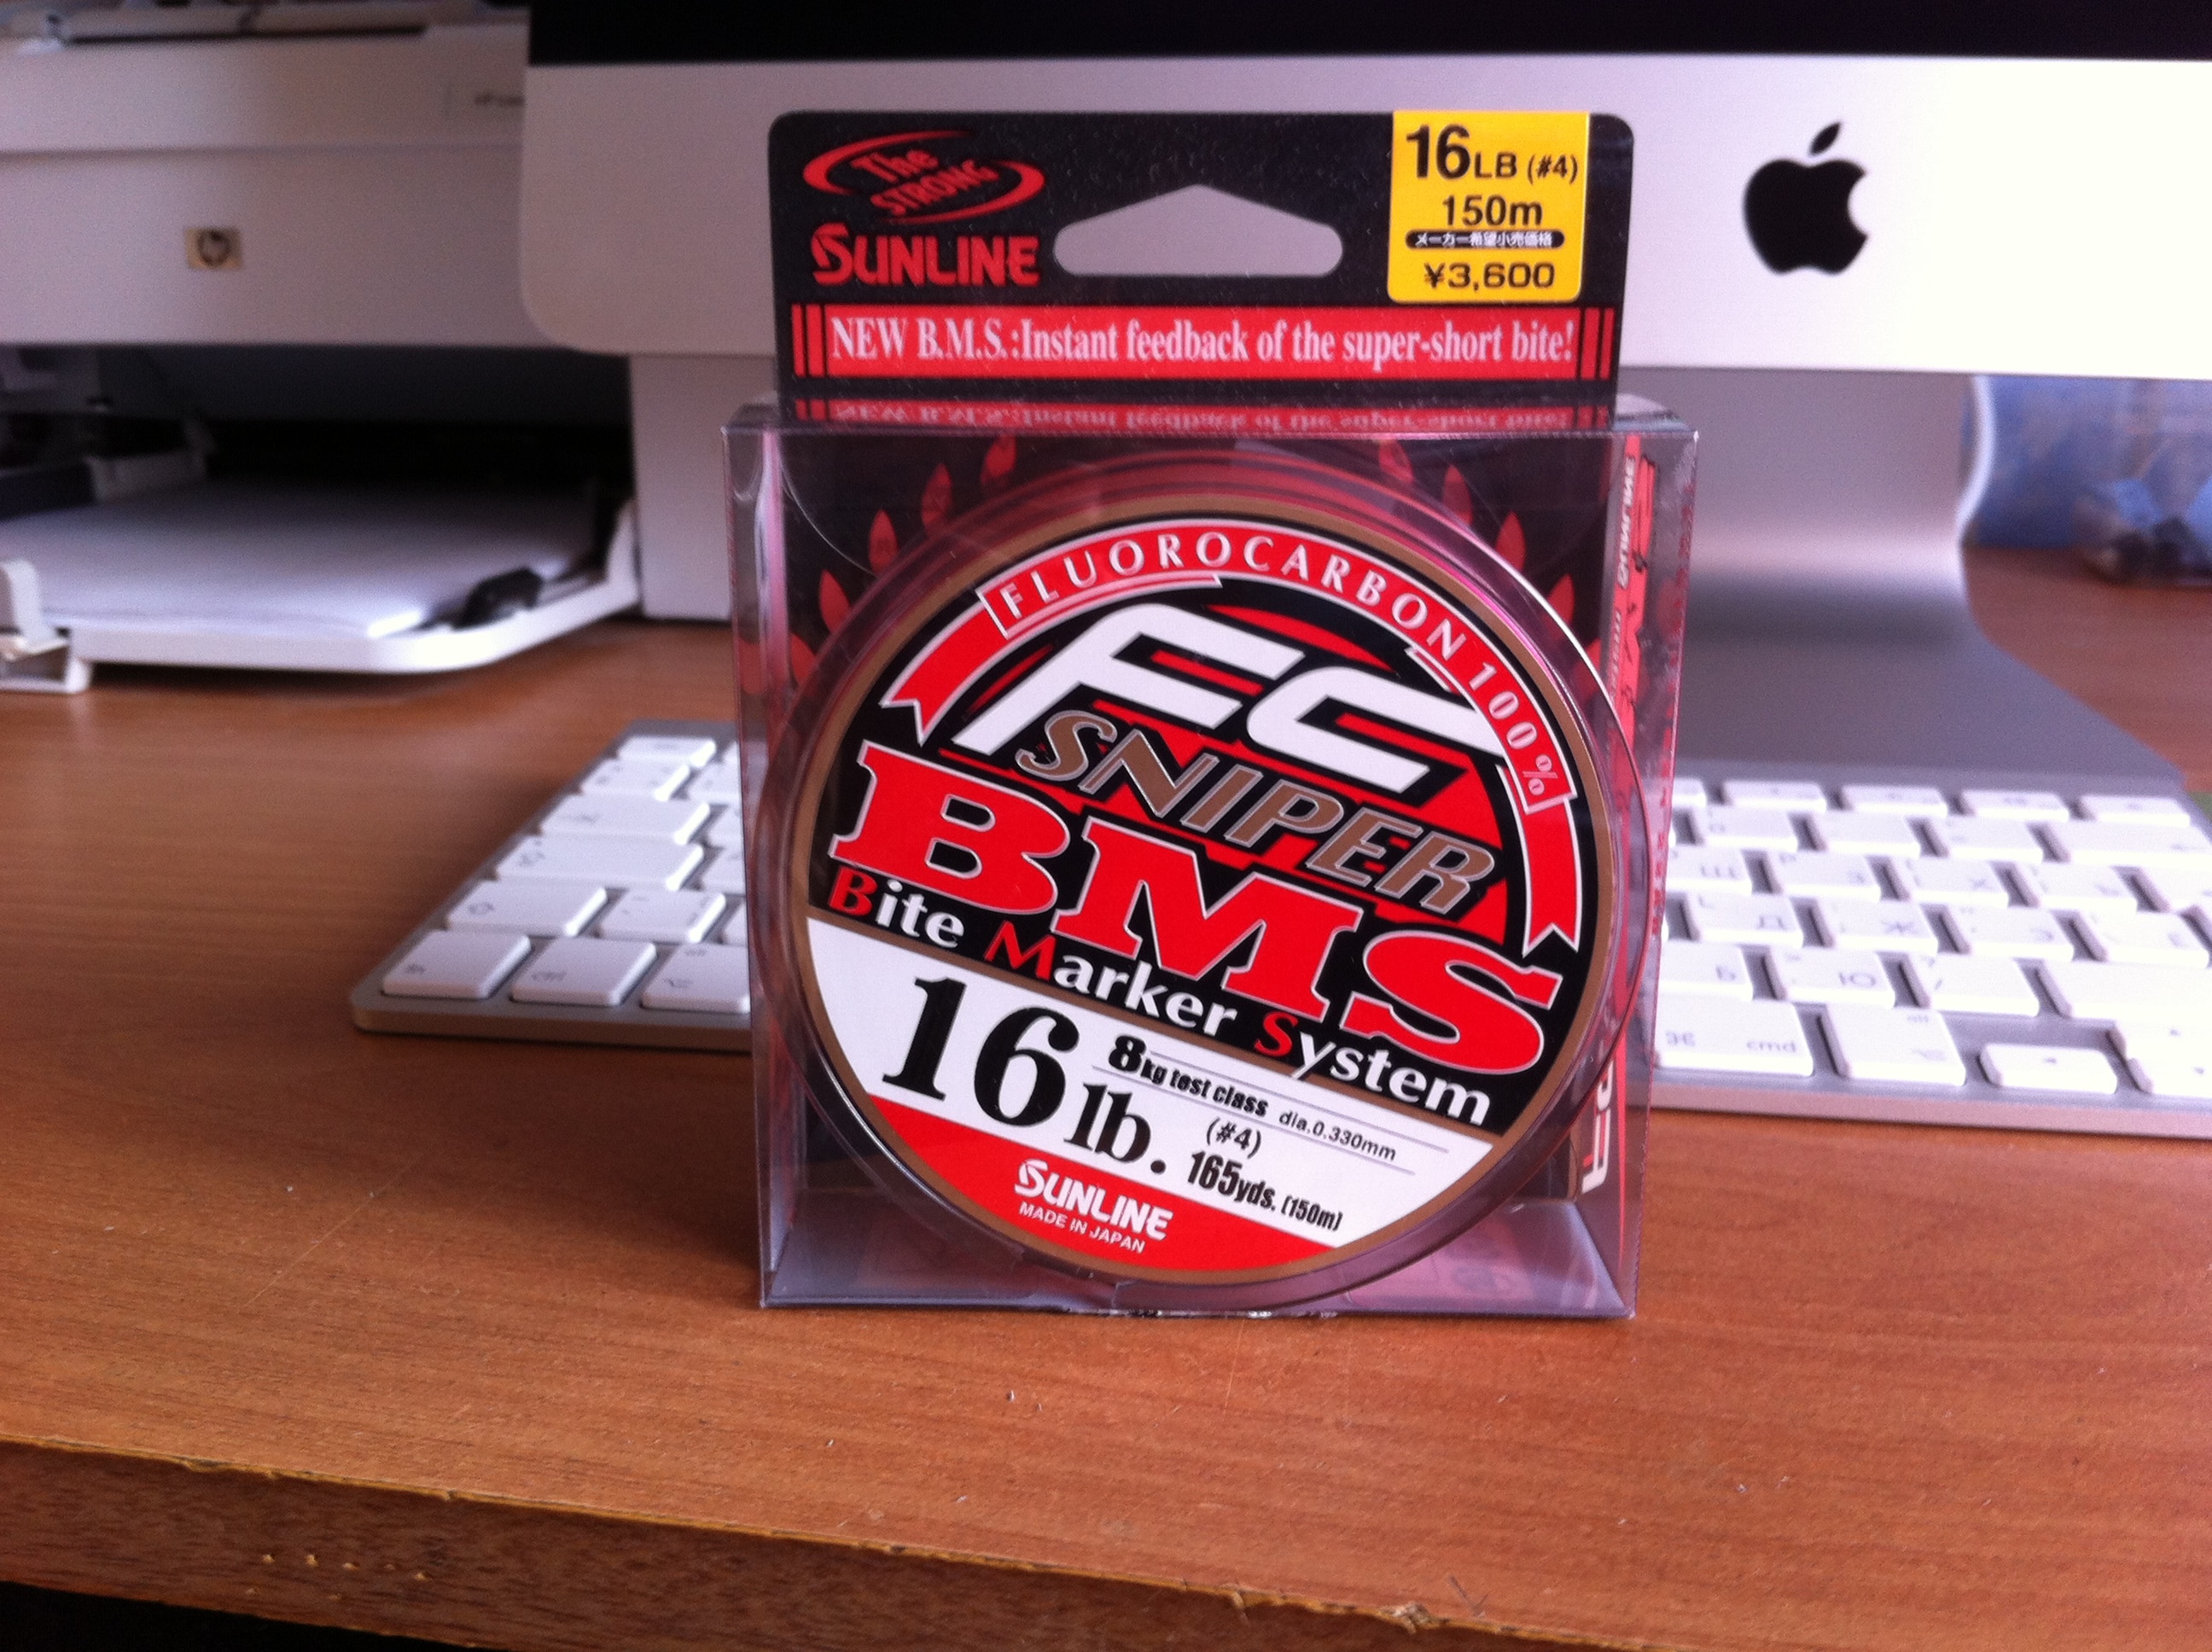 The
STRONG
SUNLINE
16LB (#4)
150m
メーカー希望小売価格
¥3,600
NEW B.M.S.:Instant feedback of the super-short bite!
FLUOROCARBON 100%
FC
SNIPER
BMS
Bite Marker System
16lb.
8kg test class dia.0.330mm
(#4)
165yds. (150m)
SUNLINE
MADE IN JAPAN
hp
cmd